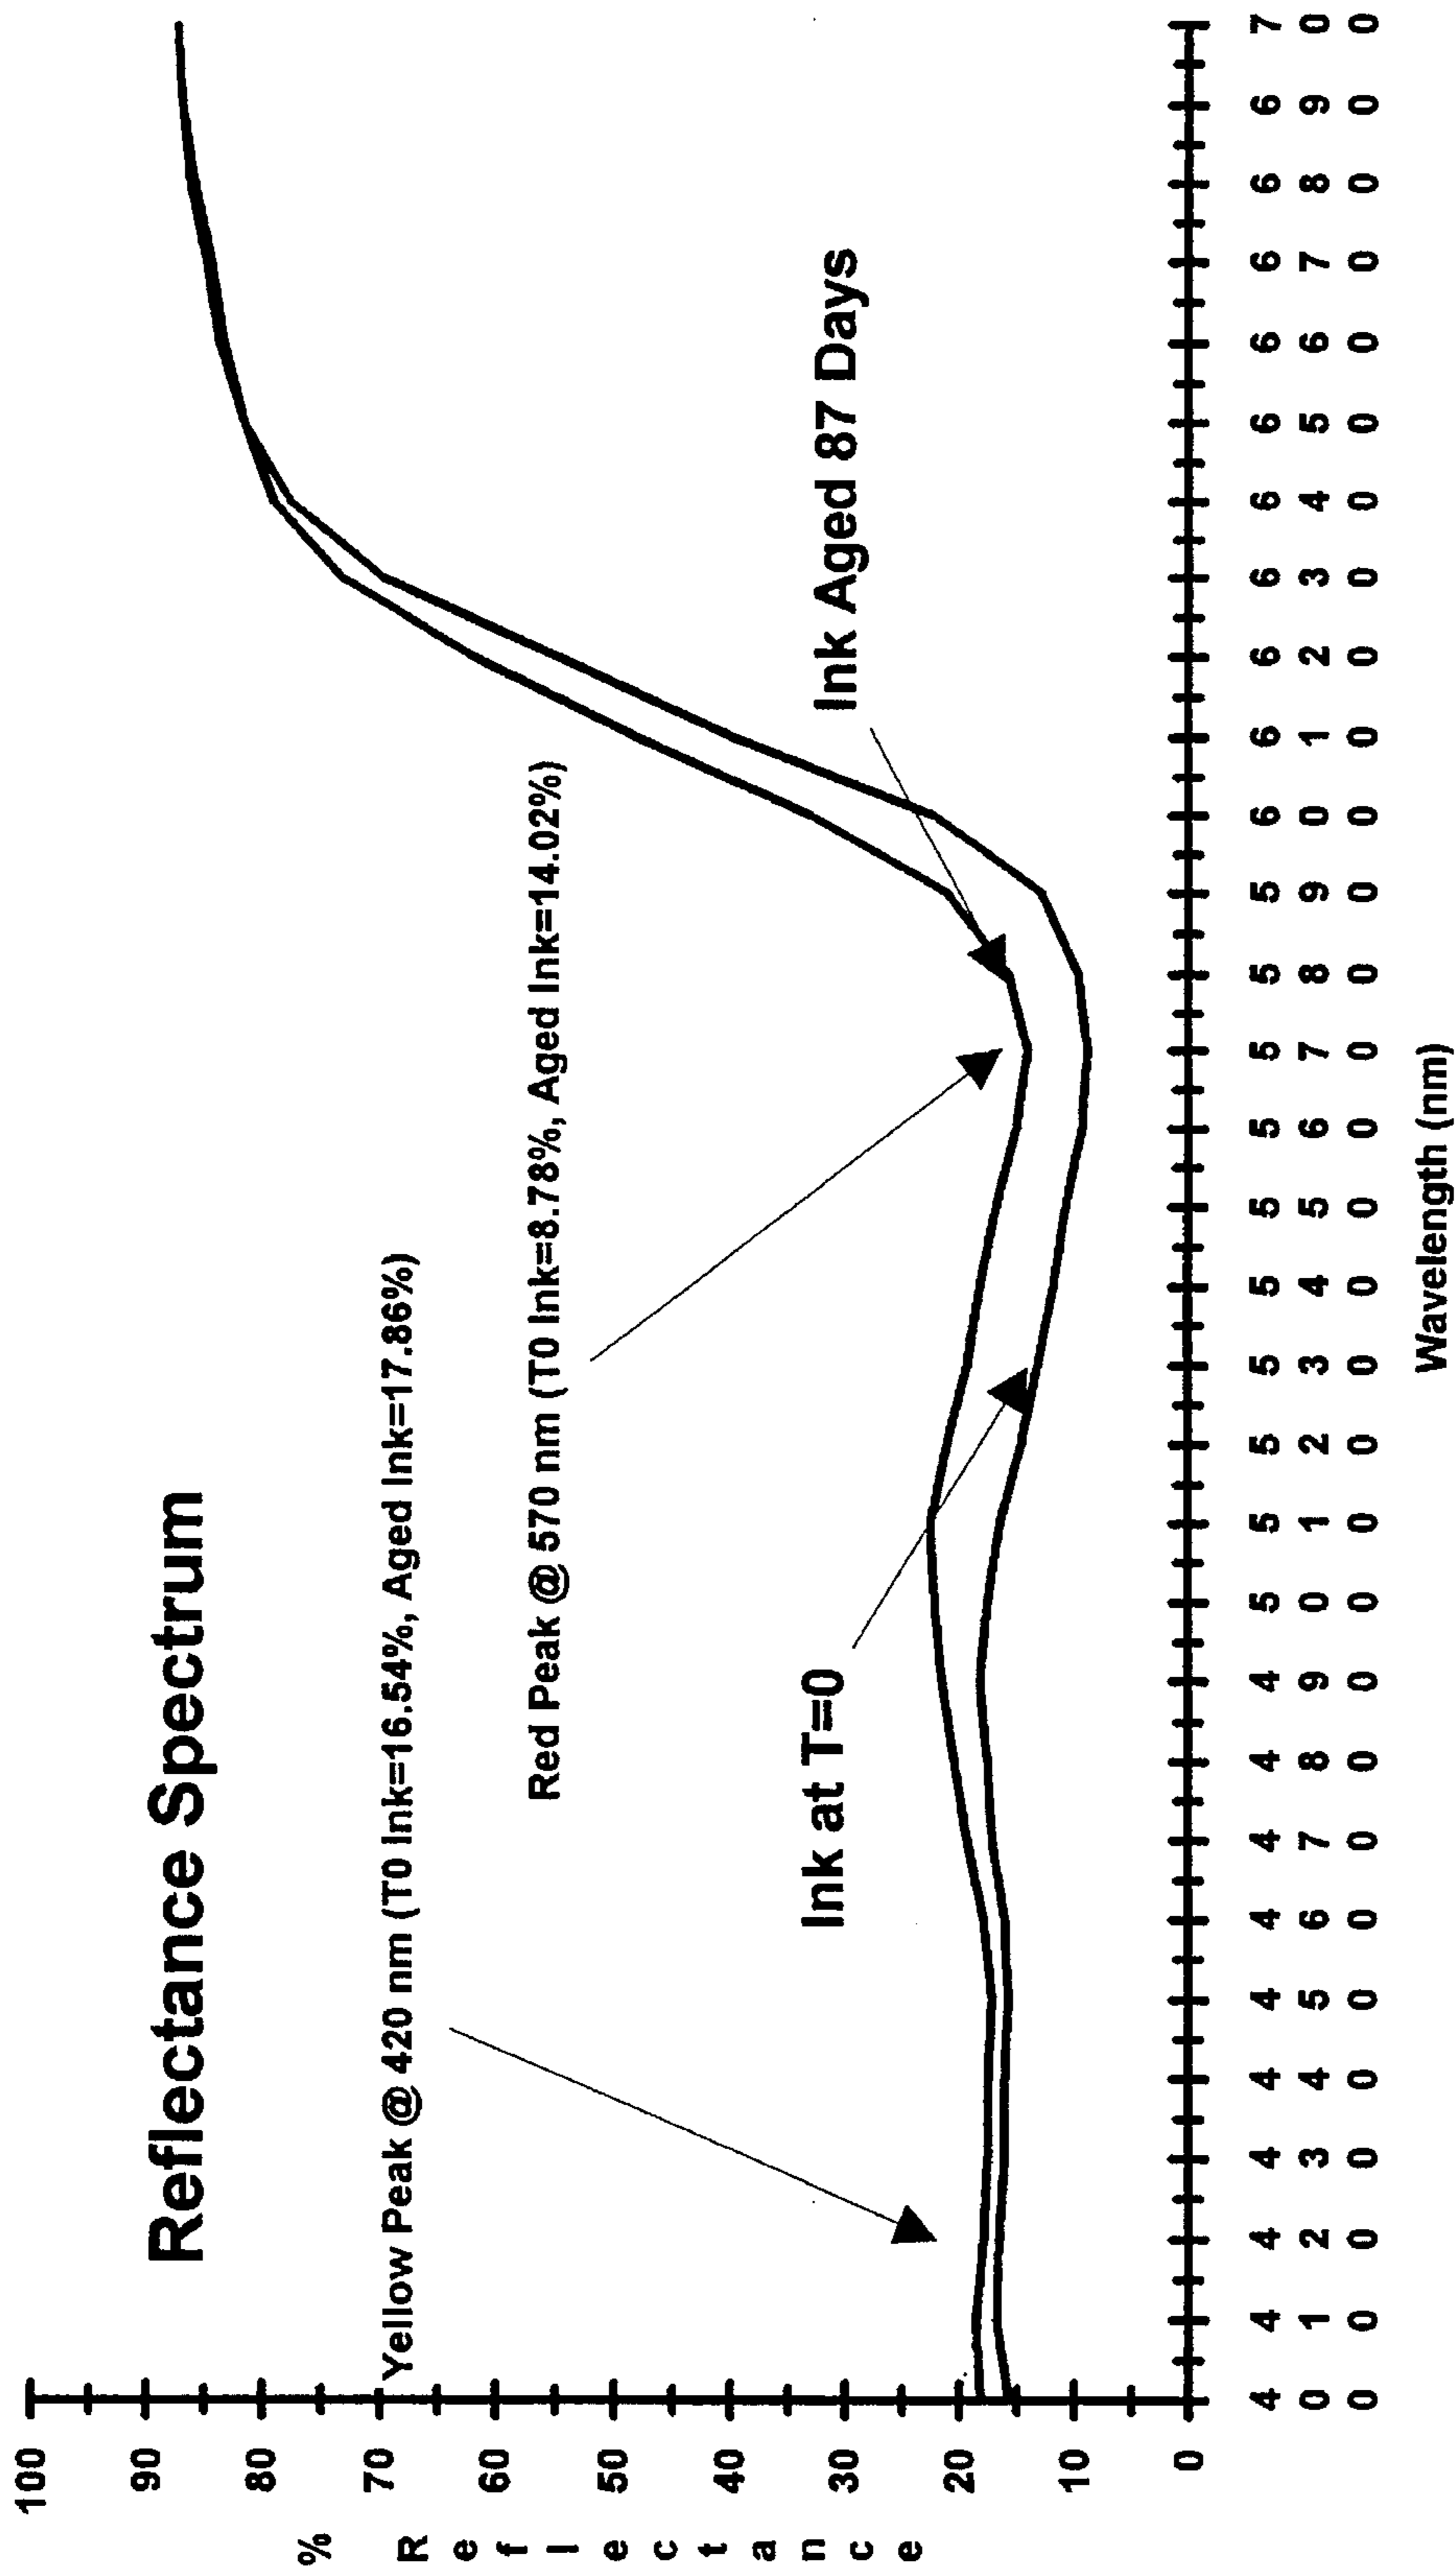 Reflectance Spectrum
Yellow Peak @ 420 nm (T0 Ink=16.54%, Aged Ink=17.86%)
Red Peak @ 570 nm (T0 Ink=8.78%, Aged Ink=14.02%)
Ink at T=0
Ink Aged 87 Days
% Reflectance
100
90
80
70
60
50
40
30
20
10
0
400 410 420 430 440 450 460 470 480 490 500 510 520 530 540 550 560 570 580 590 600 610 620 630 640 650 660 670 680 690 700
Wavelength (nm)